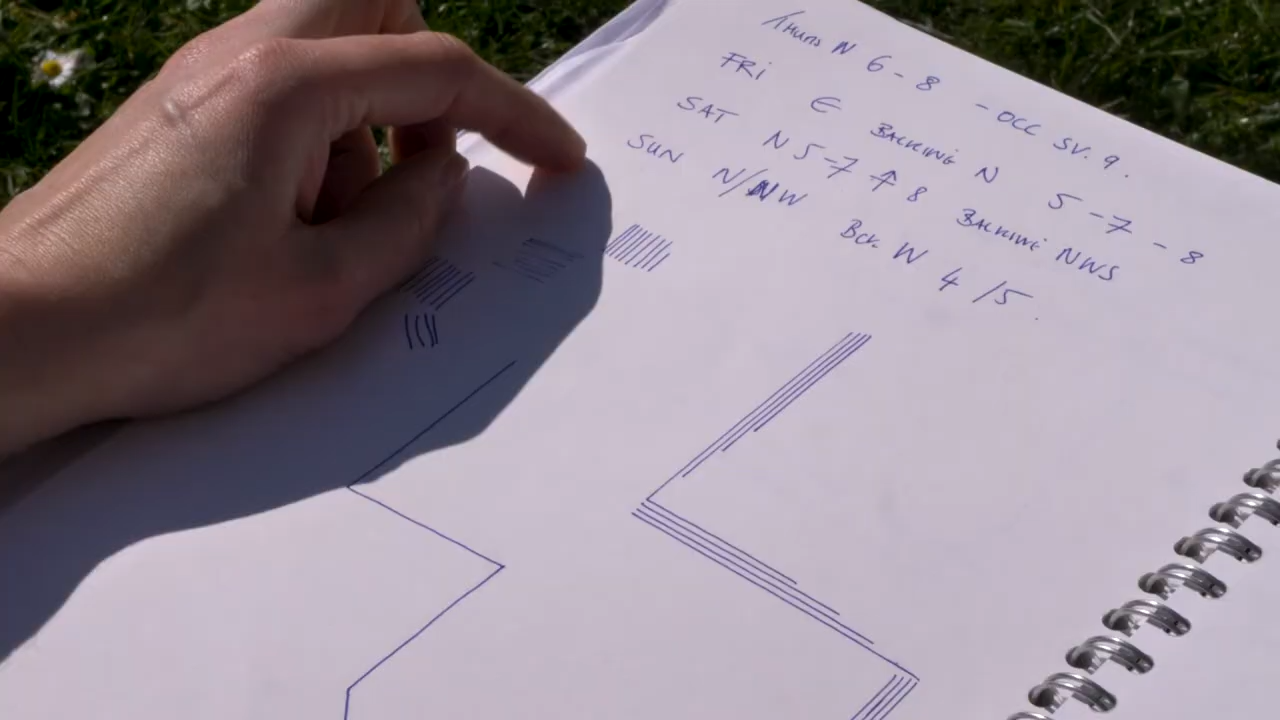 Thurs N 6-8 - OCC SV. 9.
FRi E BACKING N 5-7-8
SAT N 5-7 ↑ 8 BACKING NWS
SUN N/NW Bck W 4/5.